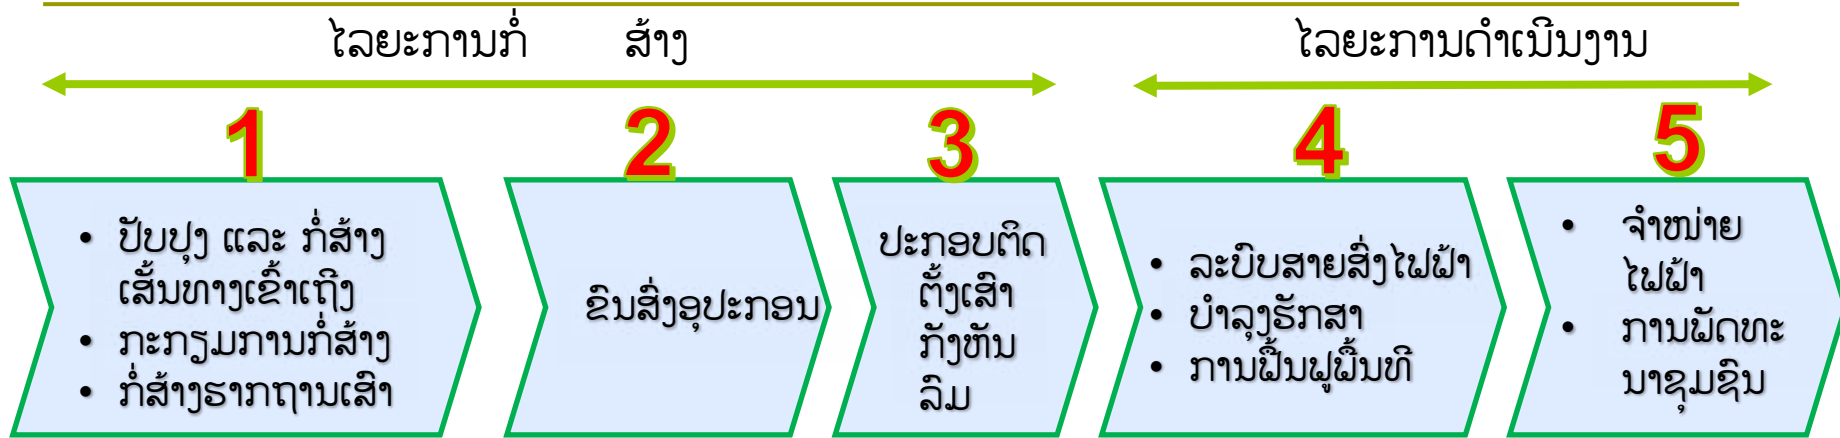 ໄລຍະການກໍ່ ສ້າງ
ໄລຍະການດຳເນີນງານ
1
2
3
4
5
• ປັບປຸງ ແລະ ກໍ່ສ້າງ
ເສັ້ນທາງເຂົ້າເຖິງ
• ກະກຽມການກໍ່ສ້າງ
• ກໍ່ສ້າງຮາກຖານເສົາ
ຂົນສົ່ງອຸປະກອນ
ປະກອບຕິດ
ຕັ້ງເສົາ
ກັງຫັນ
ລົມ
• ລະບົບສາຍສົ່ງໄຟຟ້າ
• ບຳລຸງຮັກສາ
• ການຟື້ນຟູພື້ນທີ
• ຈຳໜ່າຍ
ໄຟຟ້າ
• ການພັດທະ
ນາຊຸມຊົນ